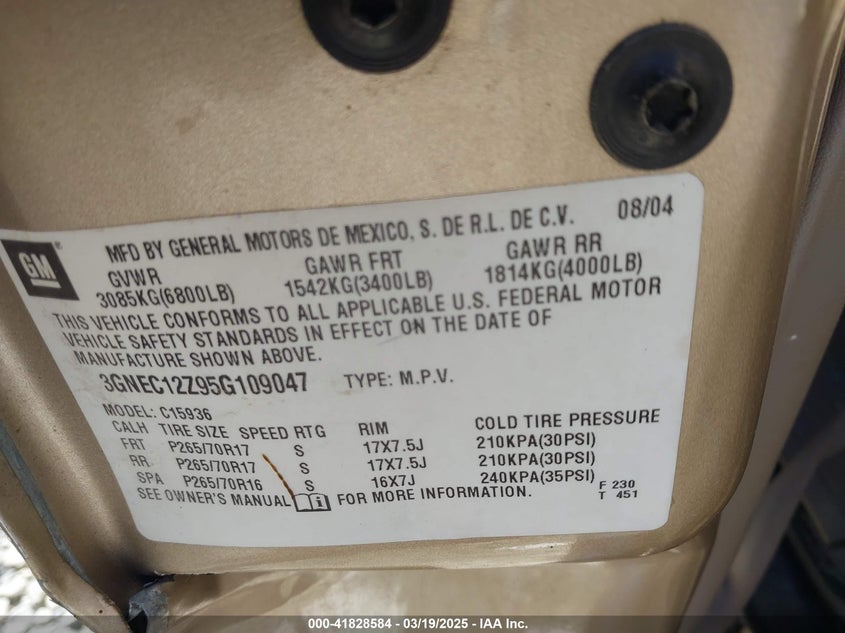 GM
MFD BY GENERAL MOTORS DE MEXICO, S. DE R.L. DE C.V. 08/04
GVWR GAWR FRT GAWR RR
3085KG(6800LB) 1542KG(3400LB) 1814KG(4000LB)
THIS VEHICLE CONFORMS TO ALL APPLICABLE U.S. FEDERAL MOTOR
VEHICLE SAFETY STANDARDS IN EFFECT ON THE DATE OF
MANUFACTURE SHOWN ABOVE.
3GNEC12Z95G109047 TYPE: M.P.V.
MODEL: C15936
CALH TIRE SIZE SPEED RTG RIM COLD TIRE PRESSURE
FRT P265/70R17 S 17X7.5J 210KPA(30PSI)
RR P265/70R17 S 17X7.5J 210KPA(30PSI)
SPA P265/70R16 S 16X7J 240KPA(35PSI) F 230
SEE OWNER'S MANUAL FOR MORE INFORMATION. T 451
000-41828584 / 03/19/2025 - IAA Inc.